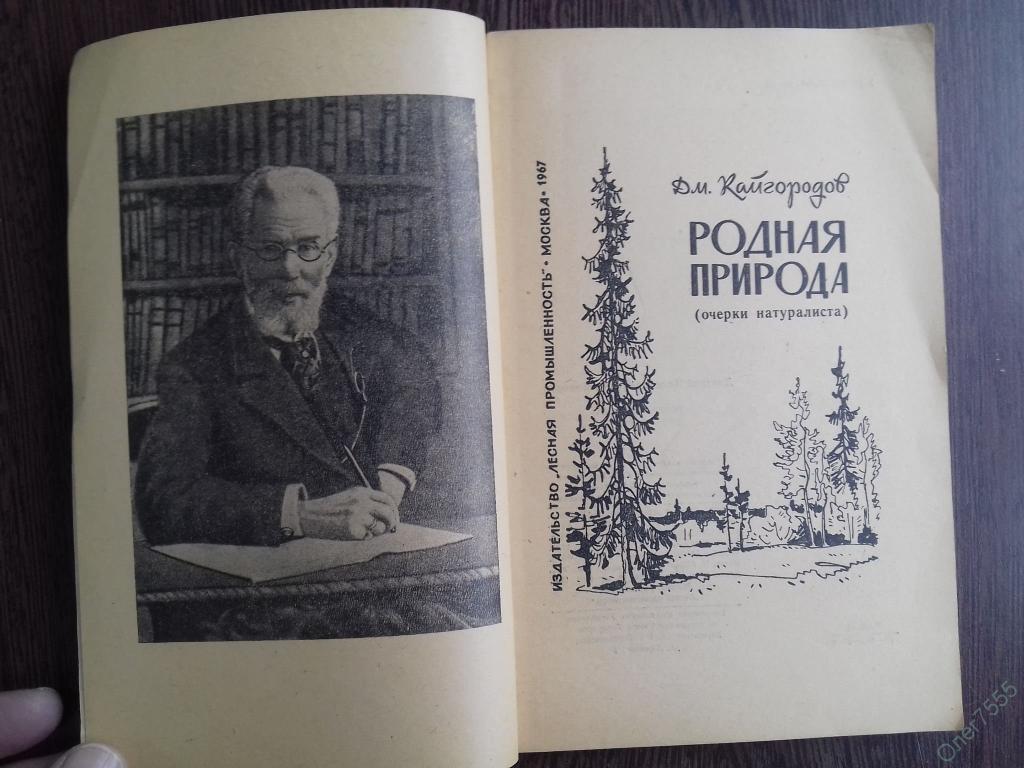 Дм. Кайгородов
РОДНАЯ
ПРИРОДА
(очерки натуралиста)
ИЗДАТЕЛЬСТВО „ЛЕСНАЯ ПРОМЫШЛЕННОСТЬ" • МОСКВА • 1967
Олег7555